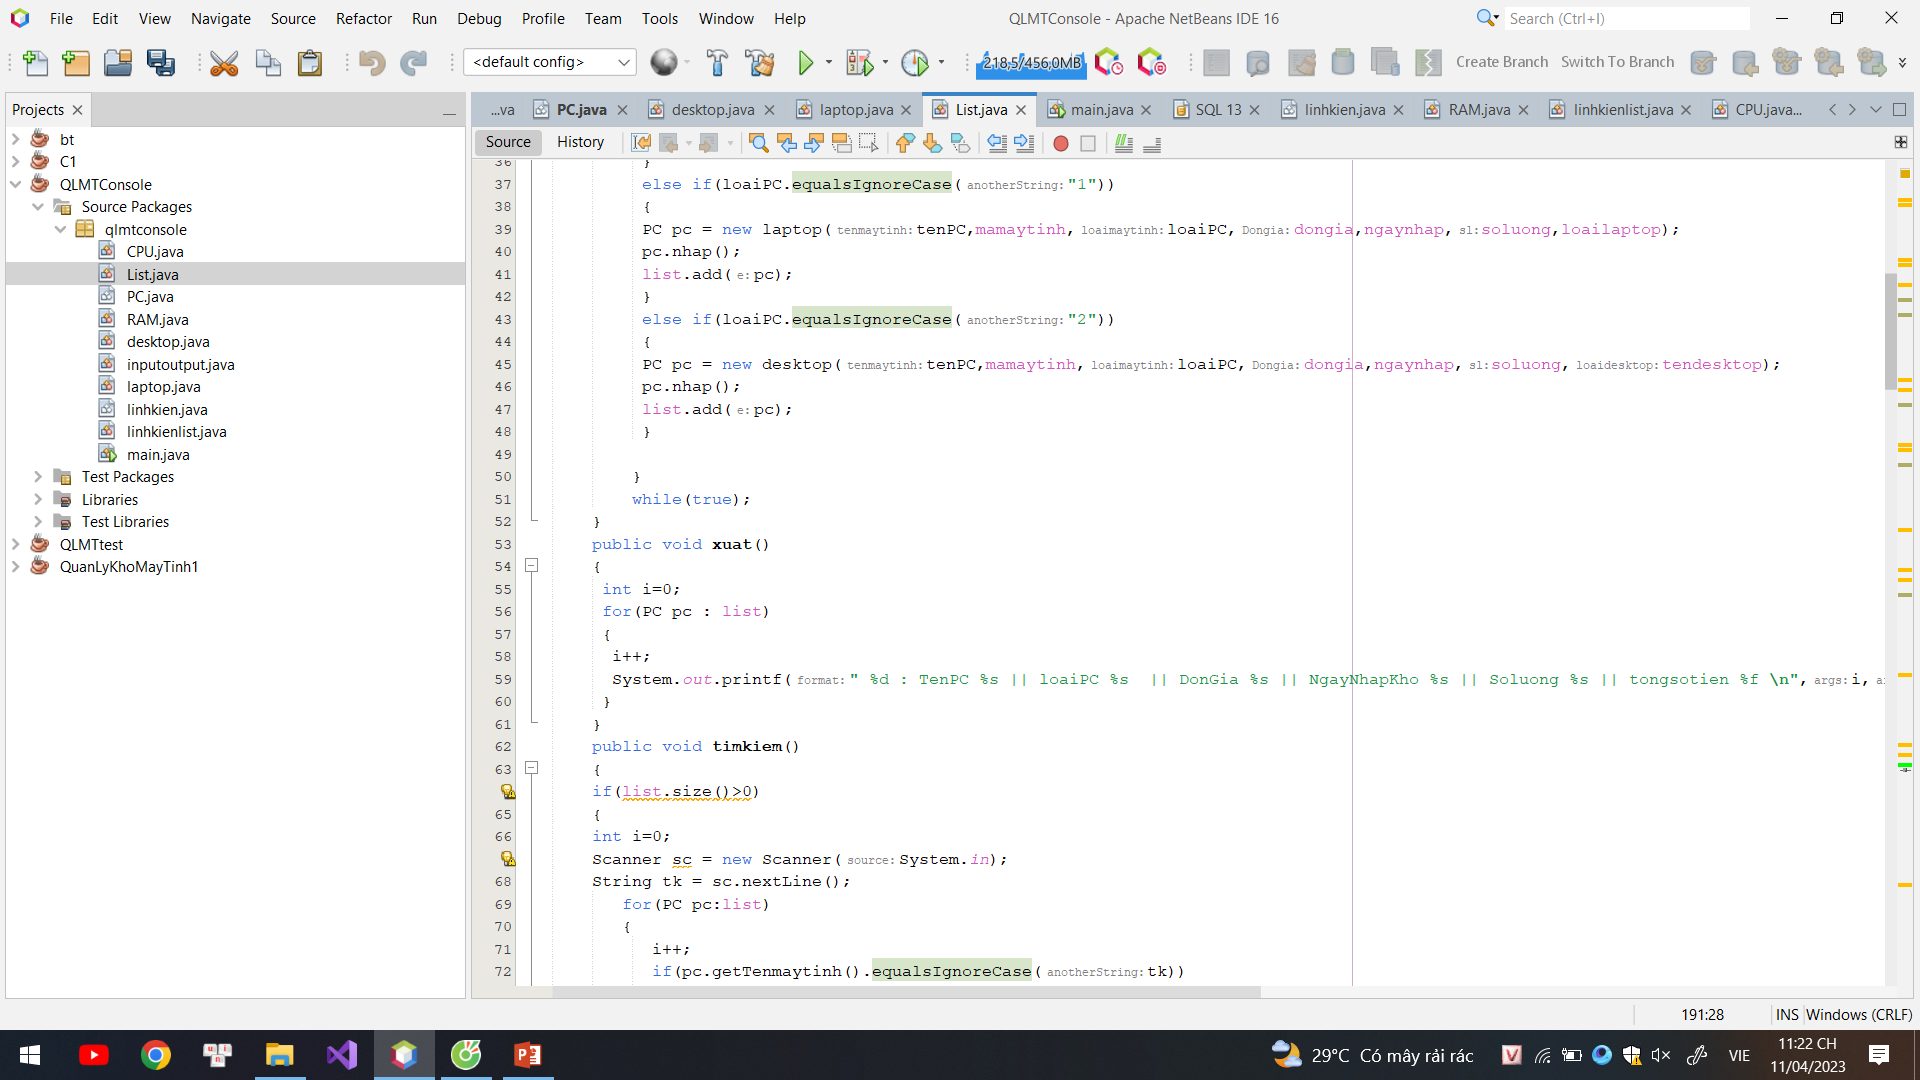 File Edit View Navigate Source Refactor Run Debug Profile Team Tools Window Help
QLMTConsole - Apache NetBeans IDE 16
Search (Ctrl+I)
<default config>
218,5/456,0MB
Create Branch Switch To Branch
Projects
...va PC.java desktop.java laptop.java List.java main.java SQL 13 linhkien.java RAM.java linhkienlist.java CPU.java...
Source History
bt
C1
QLMTConsole
Source Packages
qlmtconsole
CPU.java
List.java
PC.java
RAM.java
desktop.java
inputoutput.java
laptop.java
linhkien.java
linhkienlist.java
main.java
Test Packages
Libraries
Test Libraries
QLMTtest
QuanLyKhoMayTinh1
36 }
37 else if(loaiPC.equalsIgnoreCase( anotherString: "1"))
38 {
39 PC pc = new laptop( tenmaytinh: tenPC,mamaytinh, loaimaytinh: loaiPC, Dongia: dongia,ngaynhap, sl: soluong,loailaptop);
40 pc.nhap();
41 list.add( e: pc);
42 }
43 else if(loaiPC.equalsIgnoreCase( anotherString: "2"))
44 {
45 PC pc = new desktop( tenmaytinh: tenPC,mamaytinh, loaimaytinh: loaiPC, Dongia: dongia,ngaynhap, sl: soluong, loaidesktop: tendesktop);
46 pc.nhap();
47 list.add( e: pc);
48 }
49
50 }
51 while(true);
52 }
53 public void xuat()
54 {
55 int i=0;
56 for(PC pc : list)
57 {
58 i++;
59 System.out.printf( format: " %d : TenPC %s || loaiPC %s  || DonGia %s || NgayNhapKho %s || Soluong %s || tongsotien %f \n", args: i, a
60 }
61 }
62 public void timkiem()
63 {
if(list.size()>0)
65 {
66 int i=0;
Scanner sc = new Scanner( source: System.in);
68 String tk = sc.nextLine();
69 for(PC pc:list)
70 {
71 i++;
72 if(pc.getTenmaytinh().equalsIgnoreCase( anotherString: tk))
191:28 INS Windows (CRLF)
29°C Có mây rải rác
VIE
11:22 CH
11/04/2023